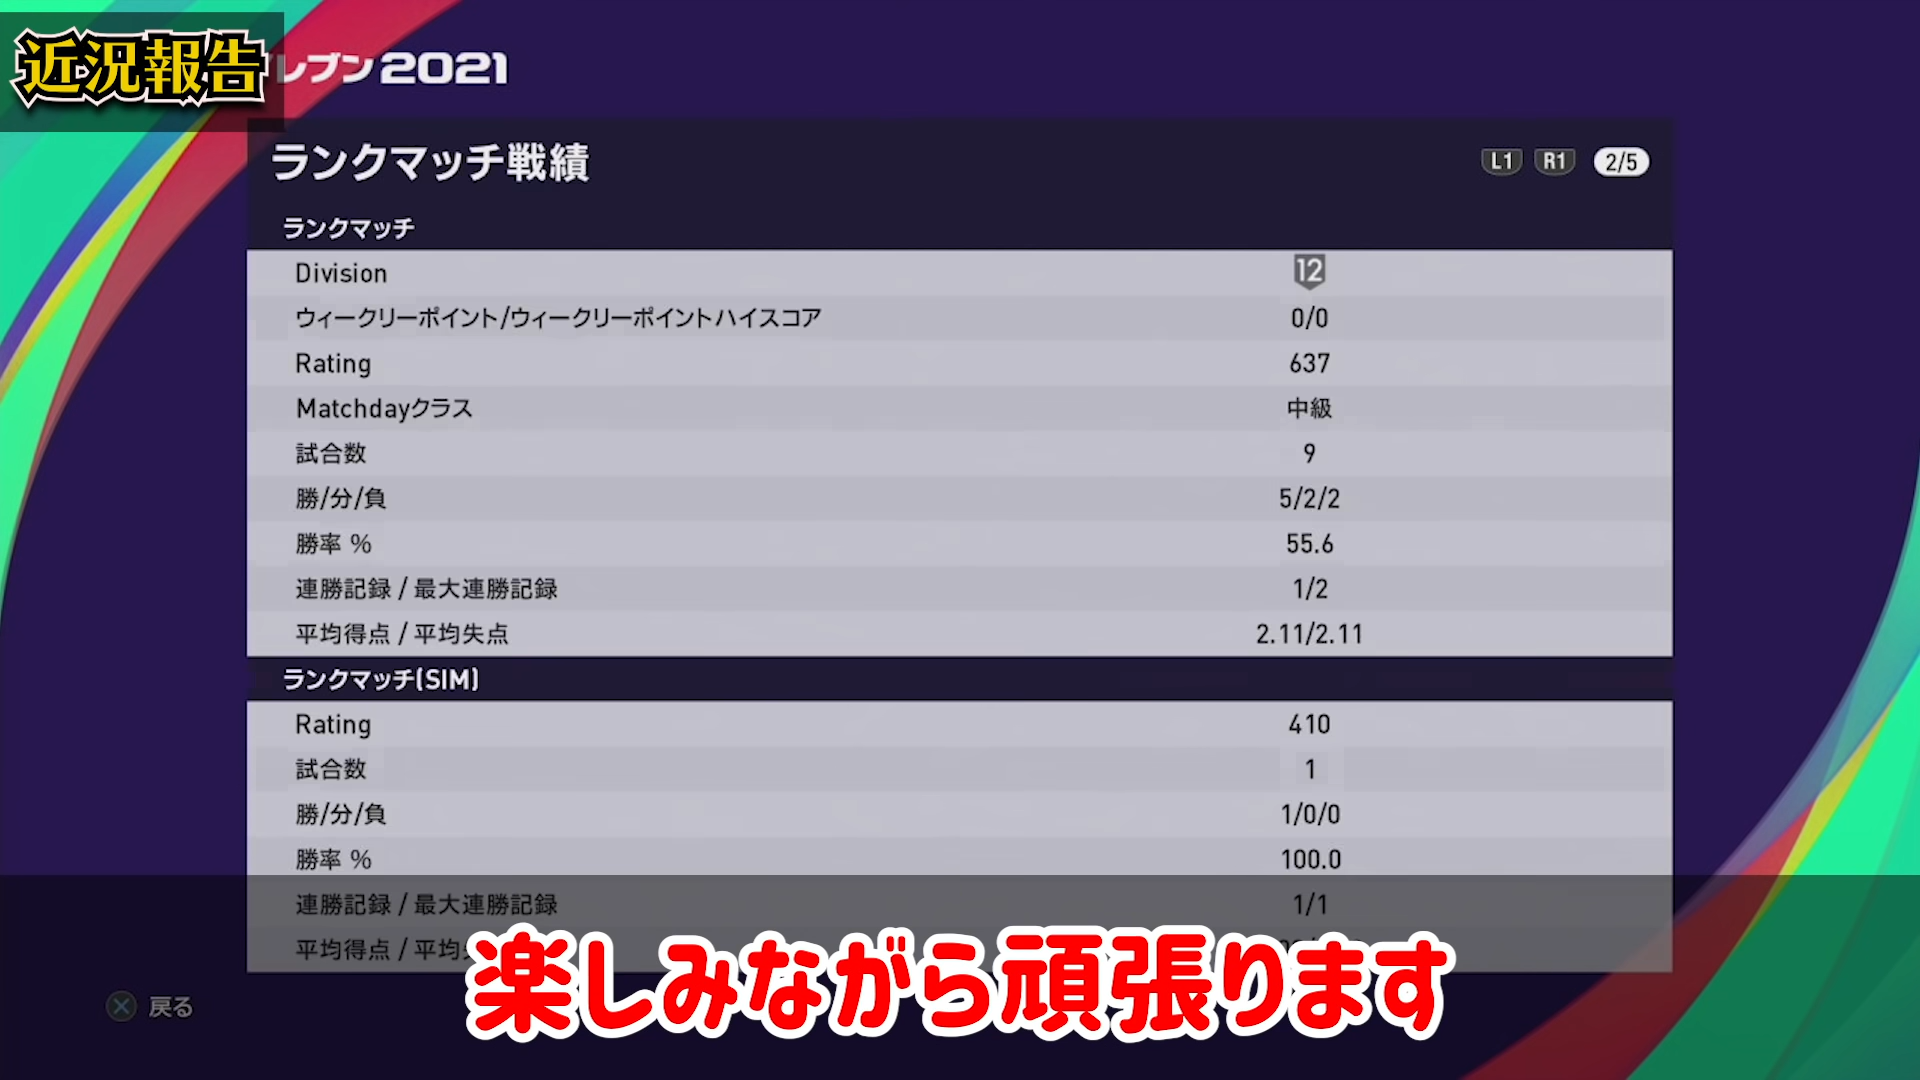 近況報告
レブン 2021
ランクマッチ戦績
L1 R1 2/5
ランクマッチ
Division 12
ウィークリーポイント/ウィークリーポイントハイスコア 0/0
Rating 637
Matchdayクラス 中級
試合数 9
勝/分/負 5/2/2
勝率 % 55.6
連勝記録 / 最大連勝記録 1/2
平均得点 / 平均失点 2.11/2.11
ランクマッチ(SIM)
Rating 410
試合数 1
勝/分/負 1/0/0
勝率 % 100.0
連勝記録 / 最大連勝記録 1/1
平均得点 / 平均
楽しみながら頑張ります
戻る